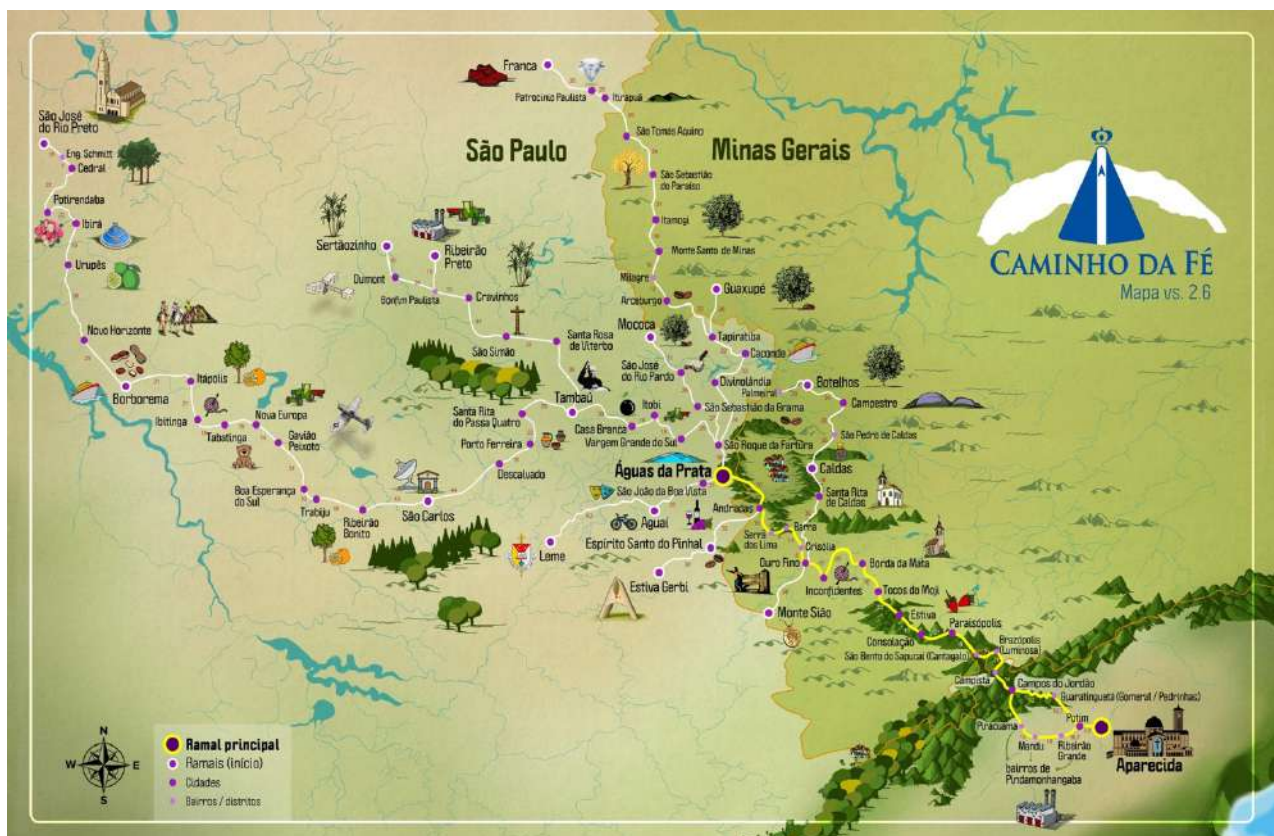 Franca
Patrocínio Paulista
Itirapuã
São Tomás Aquino
São Sebastião
do Paraíso
Itamogi
Monte Santo de Minas
Milagre
Arceburgo
Guaxupé
Tapiratiba
Caconde
Mococa
São José
do Rio Pardo
Divinolândia
Palmeiral
Botelhos
Campestre
São Sebastião da Grama
São Pedro de Caldas
Caldas
Santa Rita
de Caldas
São Paulo
Minas Gerais
CAMINHO DA FÉ
Mapa vs. 2.6
São José
do Rio Preto
Eng. Schmitt
Cedral
Potirendaba
Ibirá
Urupês
Novo Horizonte
Borborema
Itápolis
Ibitinga
Tabatinga
Nova Europa
Gavião
Peixoto
Boa Esperança
do Sul
Trabiju
Ribeirão
Bonito
São Carlos
Descalvado
Porto Ferreira
Santa Rita
do Passa Quatro
Sertãozinho
Dumont
Ribeirão
Preto
Bonfim Paulista
Cravinhos
São Simão
Santa Rosa
de Viterbo
Tambaú
Casa Branca
Itobi
Vargem Grande do Sul
São Roque da Fartura
Águas da Prata
São João da Boa Vista
Aguaí
Leme
Espírito Santo do Pinhal
Estiva Gerbi
Andradas
Serra
dos Lima
Barra
Crisólia
Ouro Fino
Monte Sião
Inconfidentes
Borda da Mata
Tocos do Moji
Estiva
Consolação
Paraisópolis
São Bento do Sapucaí (Cantagalo)
Brazópolis
(Luminosa)
Campista
Campos do Jordão
Guaratinguetá (Gomeral / Pedrinhas)
Piracuama
Mandu
Ribeirão
Grande
Potim
Aparecida
bairros de
Pindamonhangaba
N
W
E
S
Ramal principal
Ramais (início)
Cidades
Bairros / distritos